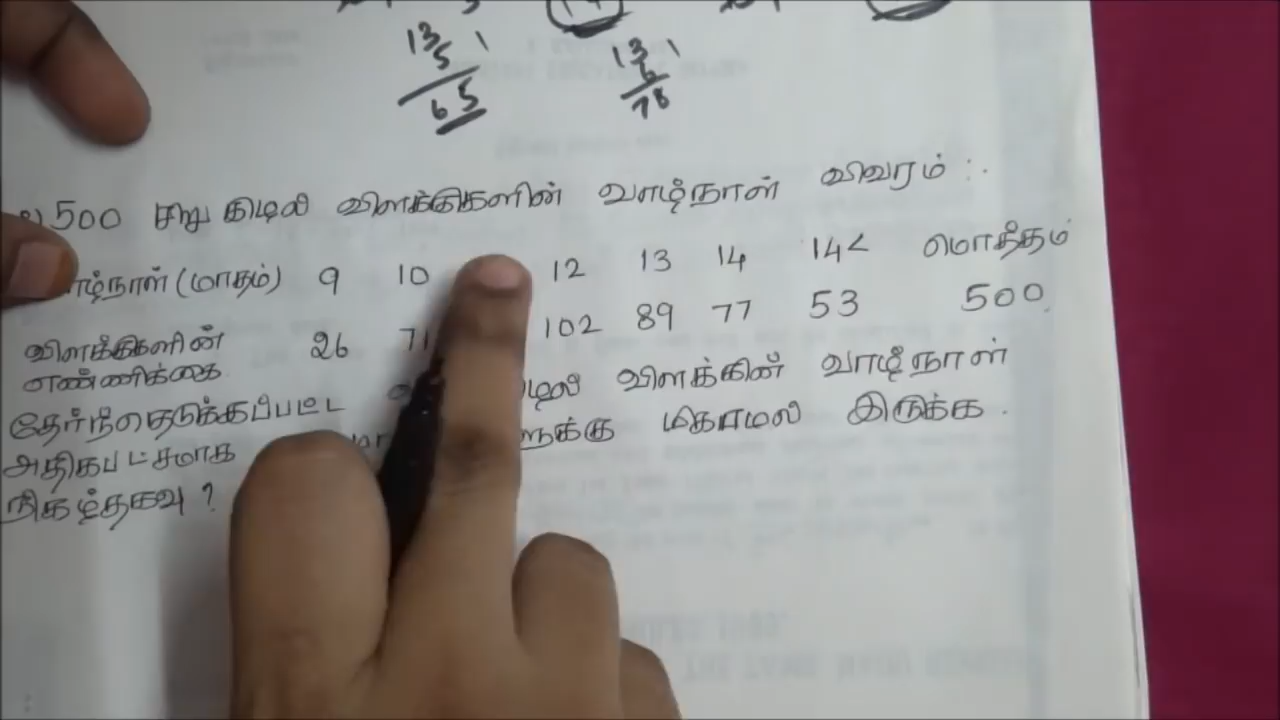 13 1
5
65
13 1
6
78
500 சிறு கிடிலி விளக்கிகளின் வாழ்நாள் விவரம் :.
(மாதம்) 9 10 12 13 14 14< மொத்தம்
விளக்கிகளின் 26 71 102 89 77 53 500
எண்ணிக்கை
தேர்ந்தெடுக்கப்பட்ட விளக்கின் வாழ்நாள்
அதிகபட்சமாக மிகாமலி இருக்க .
நிகழ்தகவு ?